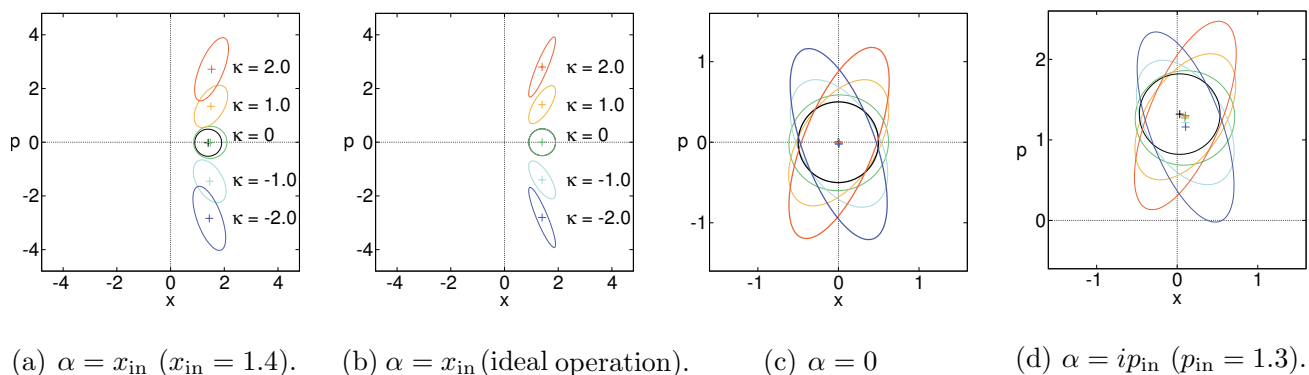 4
2
p 0
-2
-4
κ = 2.0
κ = 1.0
κ = 0
κ = -1.0
κ = -2.0
-4 -2 0 2 4
x
4
2
p 0
-2
-4
κ = 2.0
κ = 1.0
κ = 0
κ = -1.0
κ = -2.0
-4 -2 0 2 4
x
1
p 0
-1
-1 0 1
x
2
p 1
0
-1 0 1
x
(a) α = x_in (x_in = 1.4).
(b) α = x_in (ideal operation).
(c) α = 0
(d) α = ip_in (p_in = 1.3).